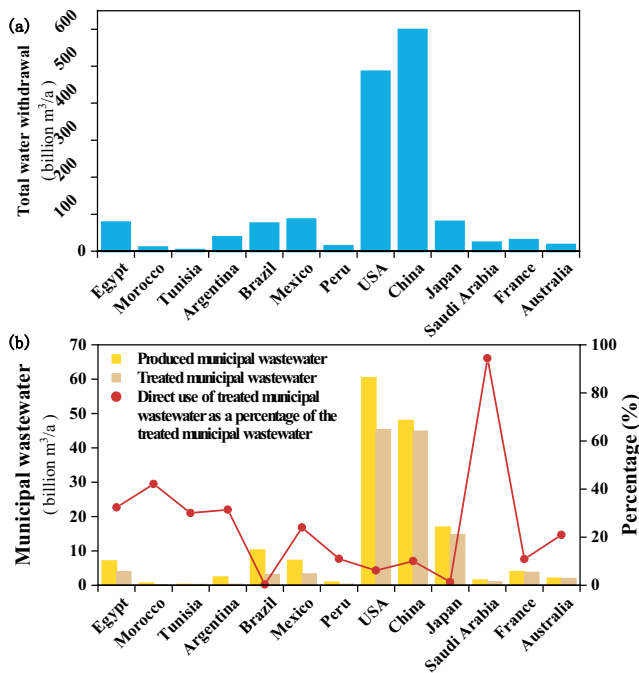 (a)
Total water withdrawal
( billion m³/a )
600
500
400
300
200
100
0
Egypt
Morocco
Tunisia
Argentina
Brazil
Mexico
Peru
USA
China
Japan
Saudi Arabia
France
Australia
(b)
Municipal wastewater
( billion m³/a )
70
60
50
40
30
20
10
0
Produced municipal wastewater
Treated municipal wastewater
Direct use of treated municipal
wastewater as a percentage of the
treated municipal wastewater
100
80
60
40
20
0
Percentage (%)
Egypt
Morocco
Tunisia
Argentina
Brazil
Mexico
Peru
USA
China
Japan
Saudi Arabia
France
Australia